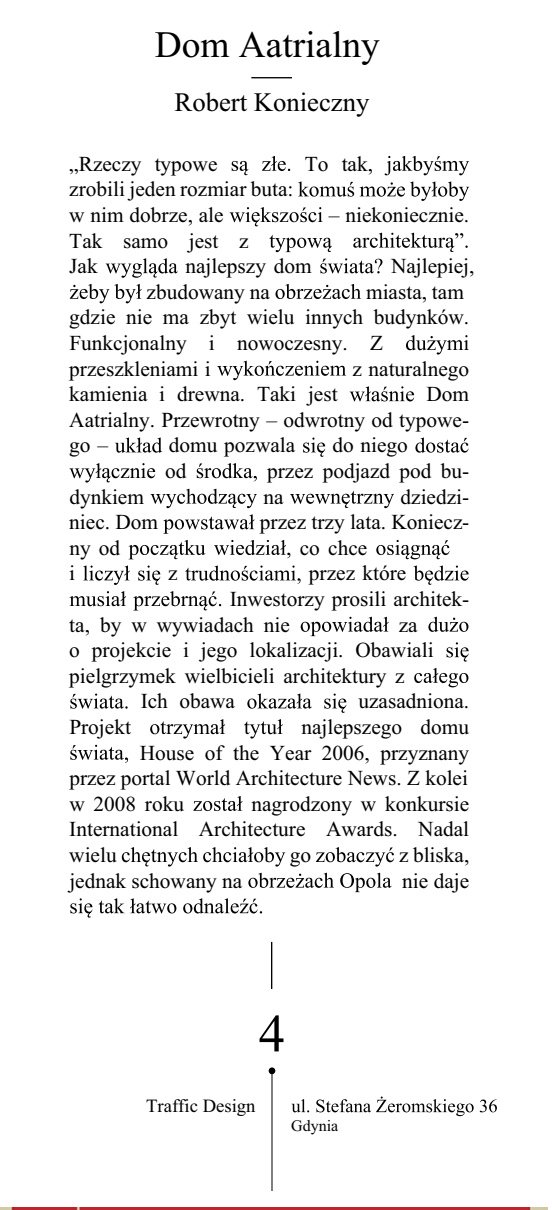 Dom Aatrialny
Robert Konieczny
„Rzeczy typowe są złe. To tak, jakbyśmy
zrobili jeden rozmiar buta: komuś może byłoby
w nim dobrze, ale większości – niekoniecznie.
Tak samo jest z typową architekturą”.
Jak wygląda najlepszy dom świata? Najlepiej,
żeby był zbudowany na obrzeżach miasta, tam
gdzie nie ma zbyt wielu innych budynków.
Funkcjonalny i nowoczesny. Z dużymi
przeszkleniami i wykończeniem z naturalnego
kamienia i drewna. Taki jest właśnie Dom
Aatrialny. Przewrotny – odwrotny od typowe-
go – układ domu pozwala się do niego dostać
wyłącznie od środka, przez podjazd pod bu-
dynkiem wychodzący na wewnętrzny dziedzi-
niec. Dom powstawał przez trzy lata. Koniecz-
ny od początku wiedział, co chce osiągnąć
i liczył się z trudnościami, przez które będzie
musiał przebrnąć. Inwestorzy prosili architek-
ta, by w wywiadach nie opowiadał za dużo
o projekcie i jego lokalizacji. Obawiali się
pielgrzymek wielbicieli architektury z całego
świata. Ich obawa okazała się uzasadniona.
Projekt otrzymał tytuł najlepszego domu
świata, House of the Year 2006, przyznany
przez portal World Architecture News. Z kolei
w 2008 roku został nagrodzony w konkursie
International Architecture Awards. Nadal
wielu chętnych chciałoby go zobaczyć z bliska,
jednak schowany na obrzeżach Opola nie daje
się tak łatwo odnaleźć.
4
Traffic Design
ul. Stefana Żeromskiego 36
Gdynia